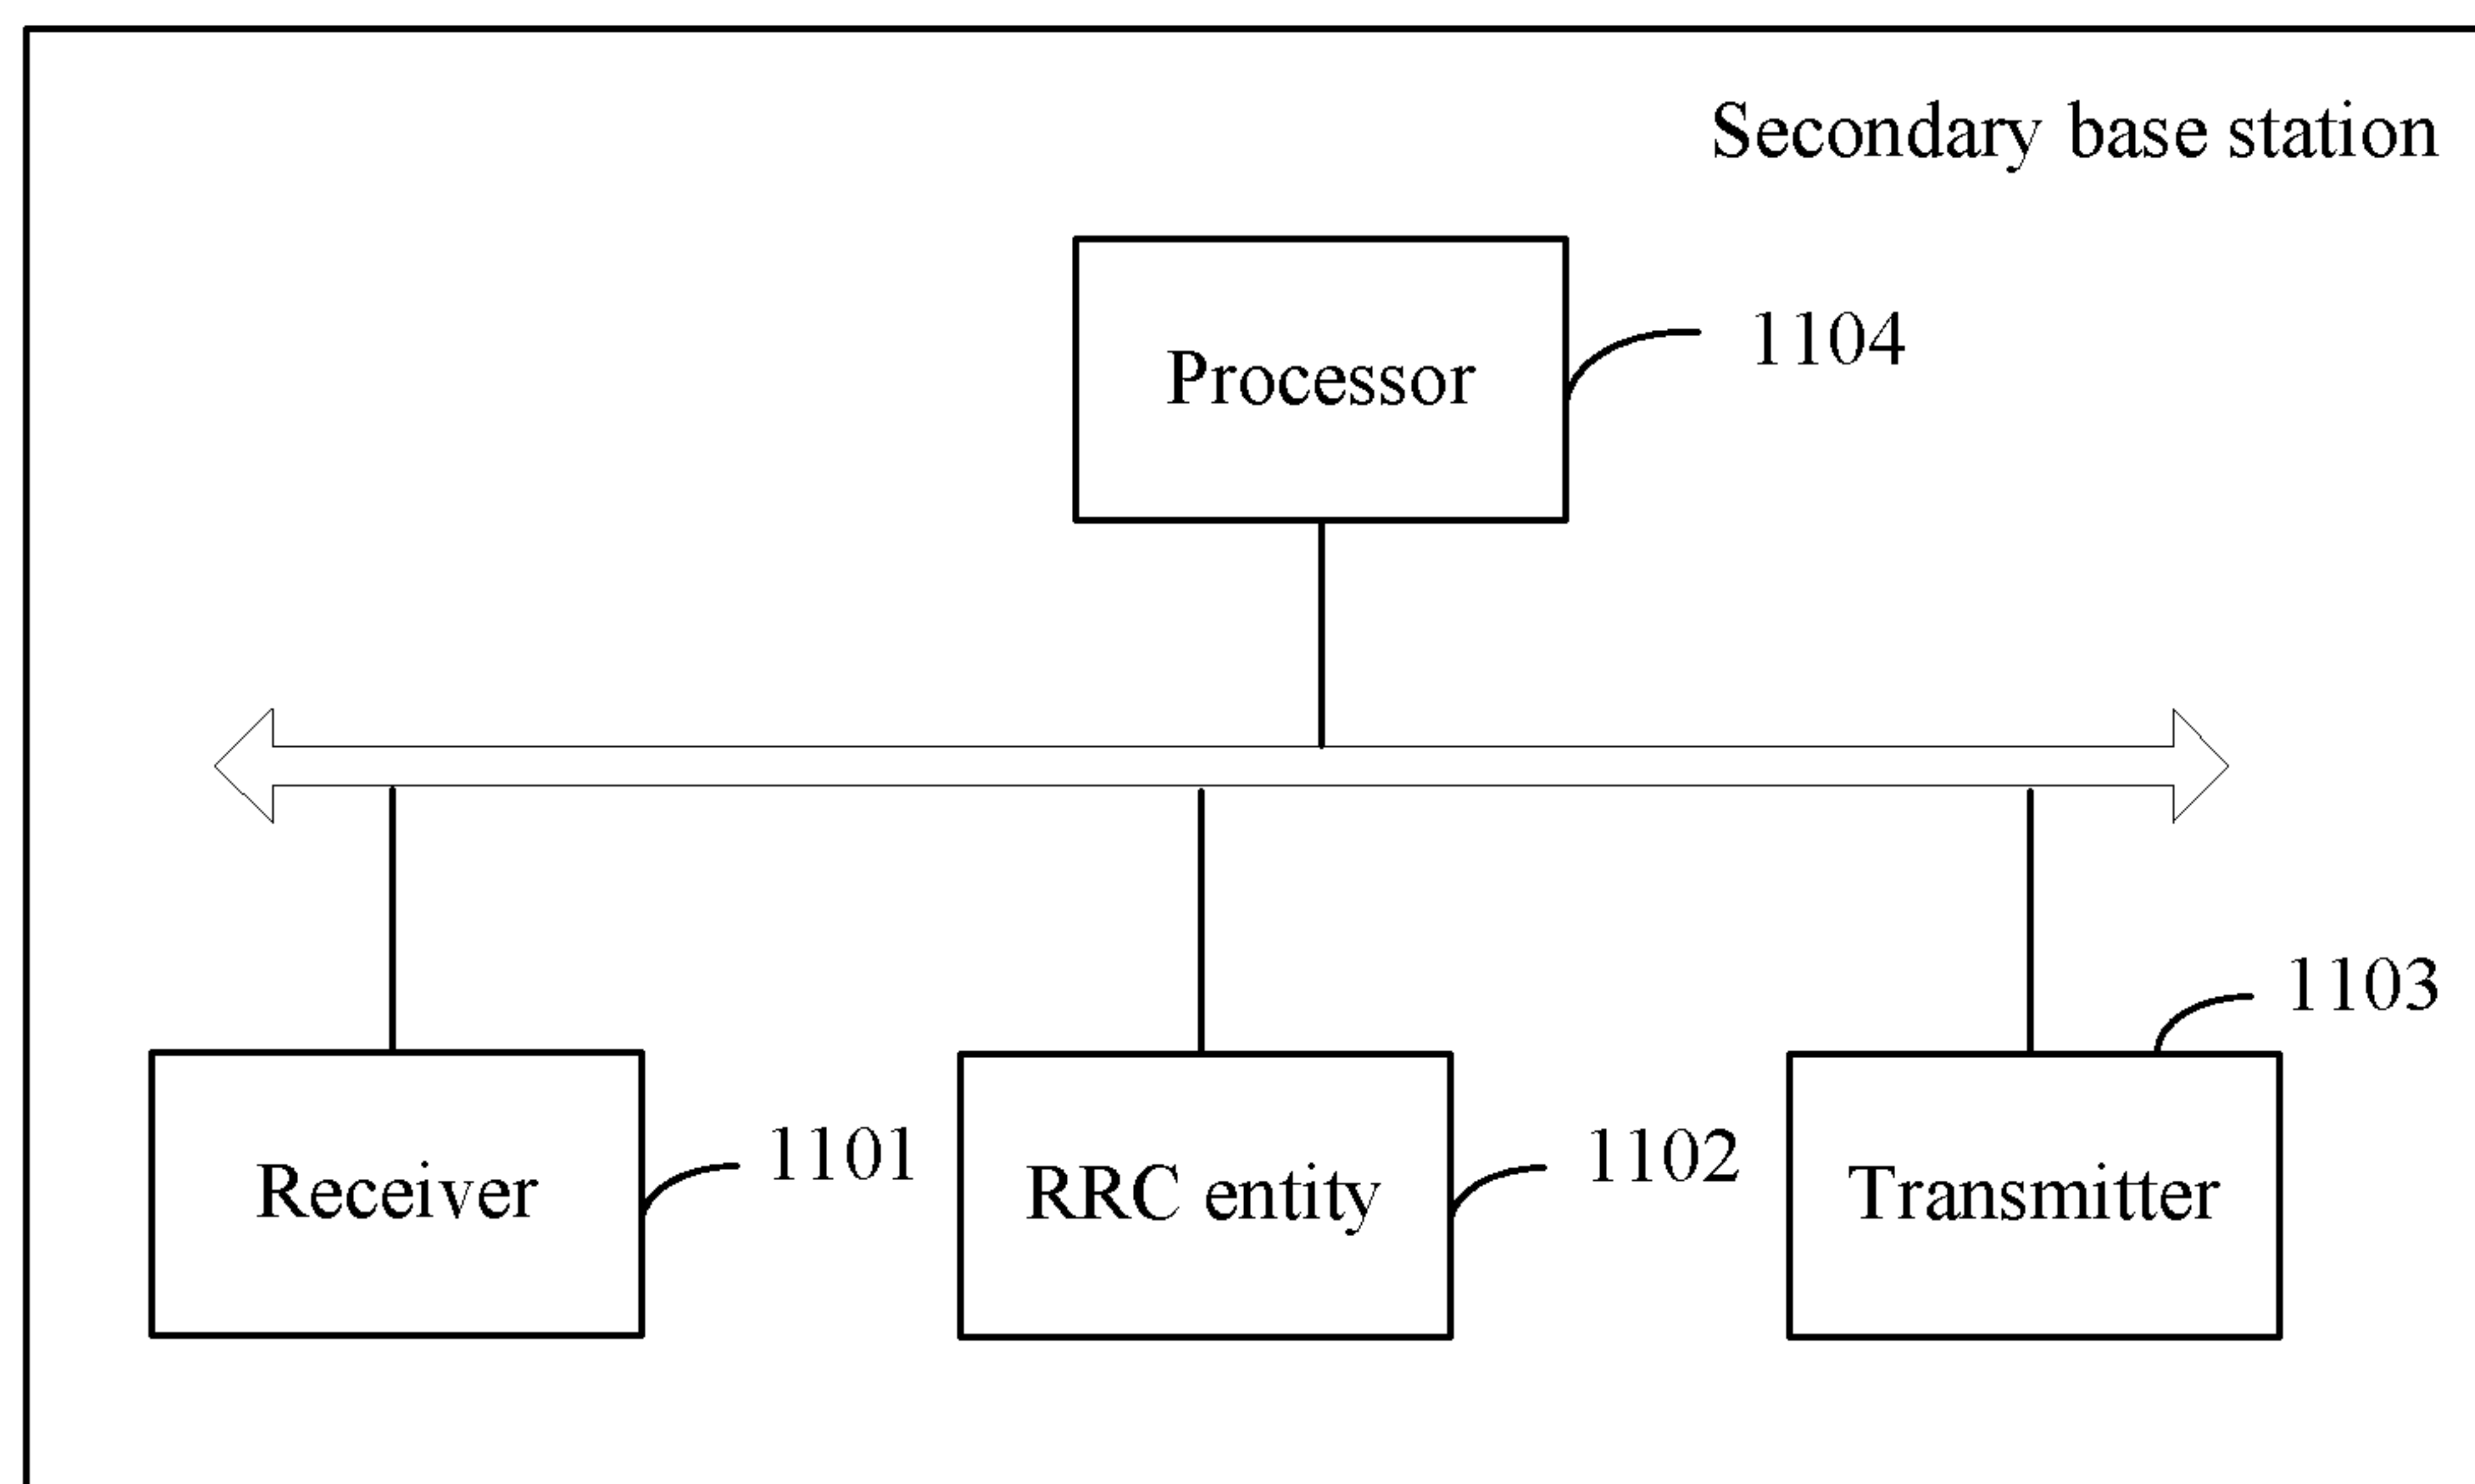 Secondary base station
Processor
1104
Receiver
1101
RRC entity
1102
Transmitter
1103